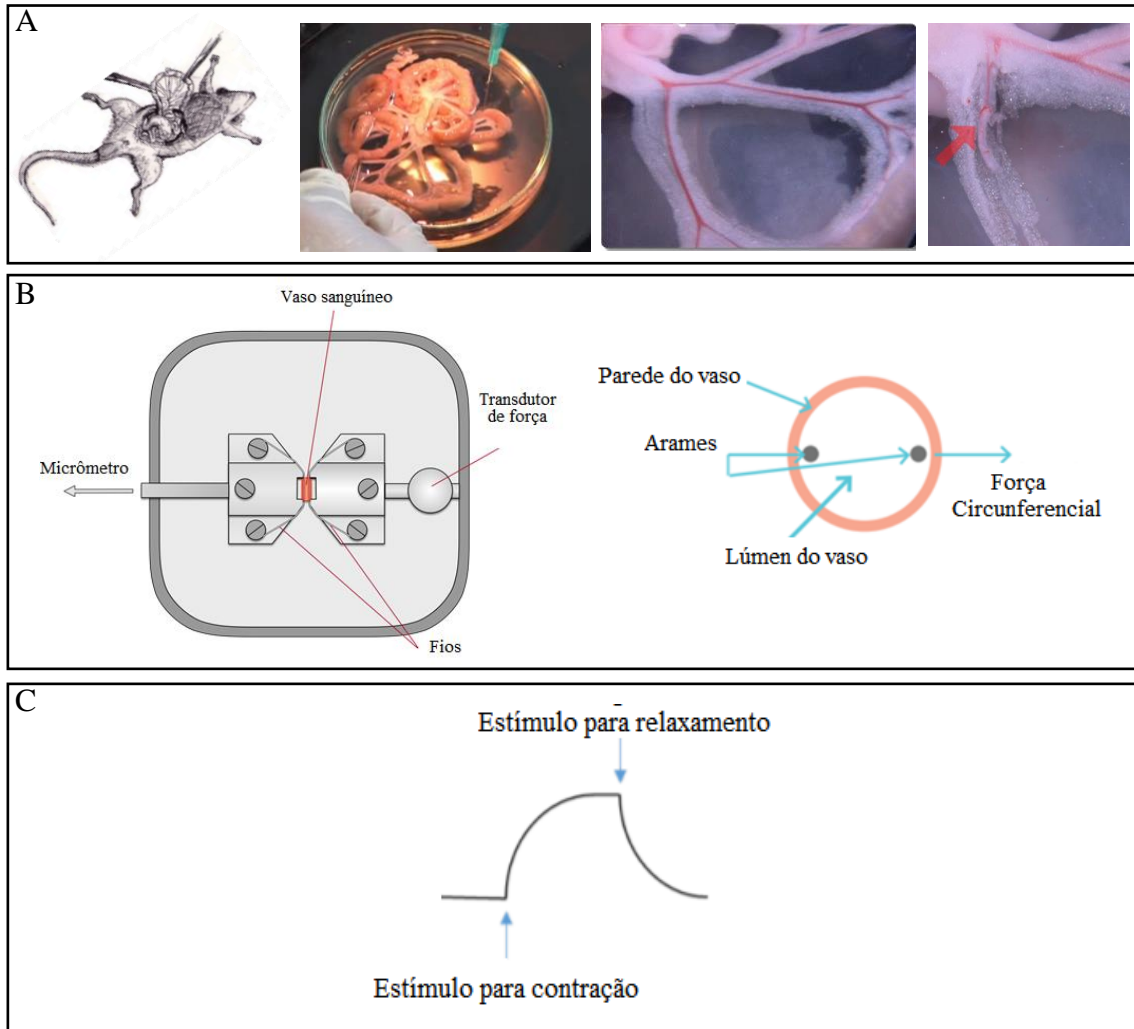 A
B
Vaso sanguíneo
Transdutor
de força
Micrômetro
Fios
Parede do vaso
Arames
Força
Circunferencial
Lúmen do vaso
C
Estímulo para relaxamento
Estímulo para contração